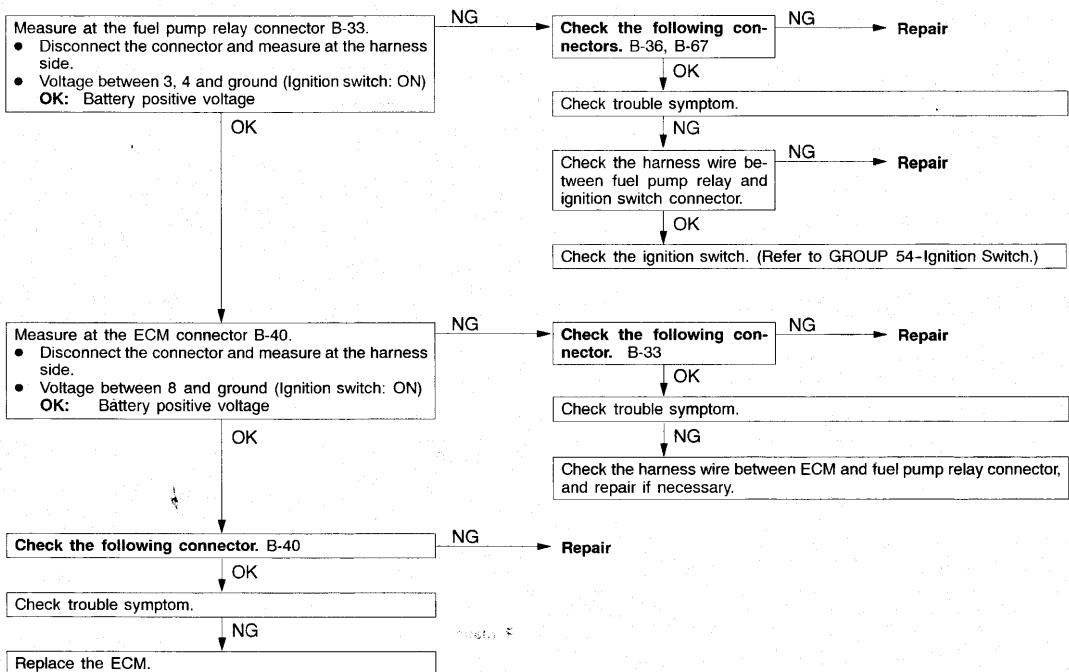 Measure at the fuel pump relay connector B-33.
● Disconnect the connector and measure at the harness
side.
● Voltage between 3, 4 and ground (Ignition switch: ON)
OK: Battery positive voltage
NG
Check the following con-
nectors. B-36, B-67
NG
Repair
OK
Check trouble symptom.
NG
Check the harness wire be-
tween fuel pump relay and
ignition switch connector.
NG
Repair
OK
Check the ignition switch. (Refer to GROUP 54-Ignition Switch.)
OK
Measure at the ECM connector B-40.
● Disconnect the connector and measure at the harness
side.
● Voltage between 8 and ground (Ignition switch: ON)
OK: Battery positive voltage
NG
Check the following con-
nector. B-33
NG
Repair
OK
Check trouble symptom.
NG
Check the harness wire between ECM and fuel pump relay connector,
and repair if necessary.
OK
Check the following connector. B-40
NG
Repair
OK
Check trouble symptom.
NG
Replace the ECM.